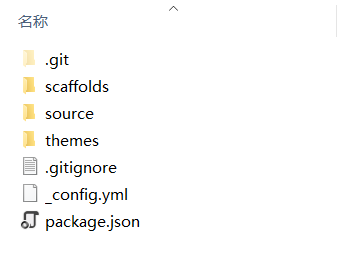 名称
.git
scaffolds
source
themes
.gitignore
_config.yml
package.json